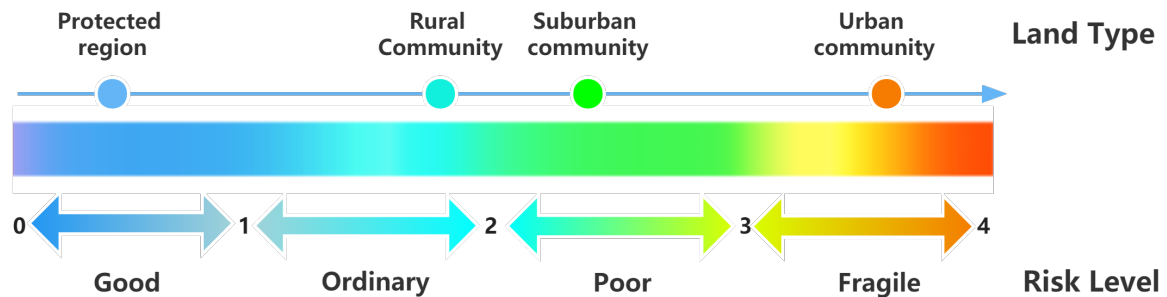 Protected
region
Rural
Community
Suburban
community
Urban
community
Land Type
0
1
2
3
4
Good
Ordinary
Poor
Fragile
Risk Level